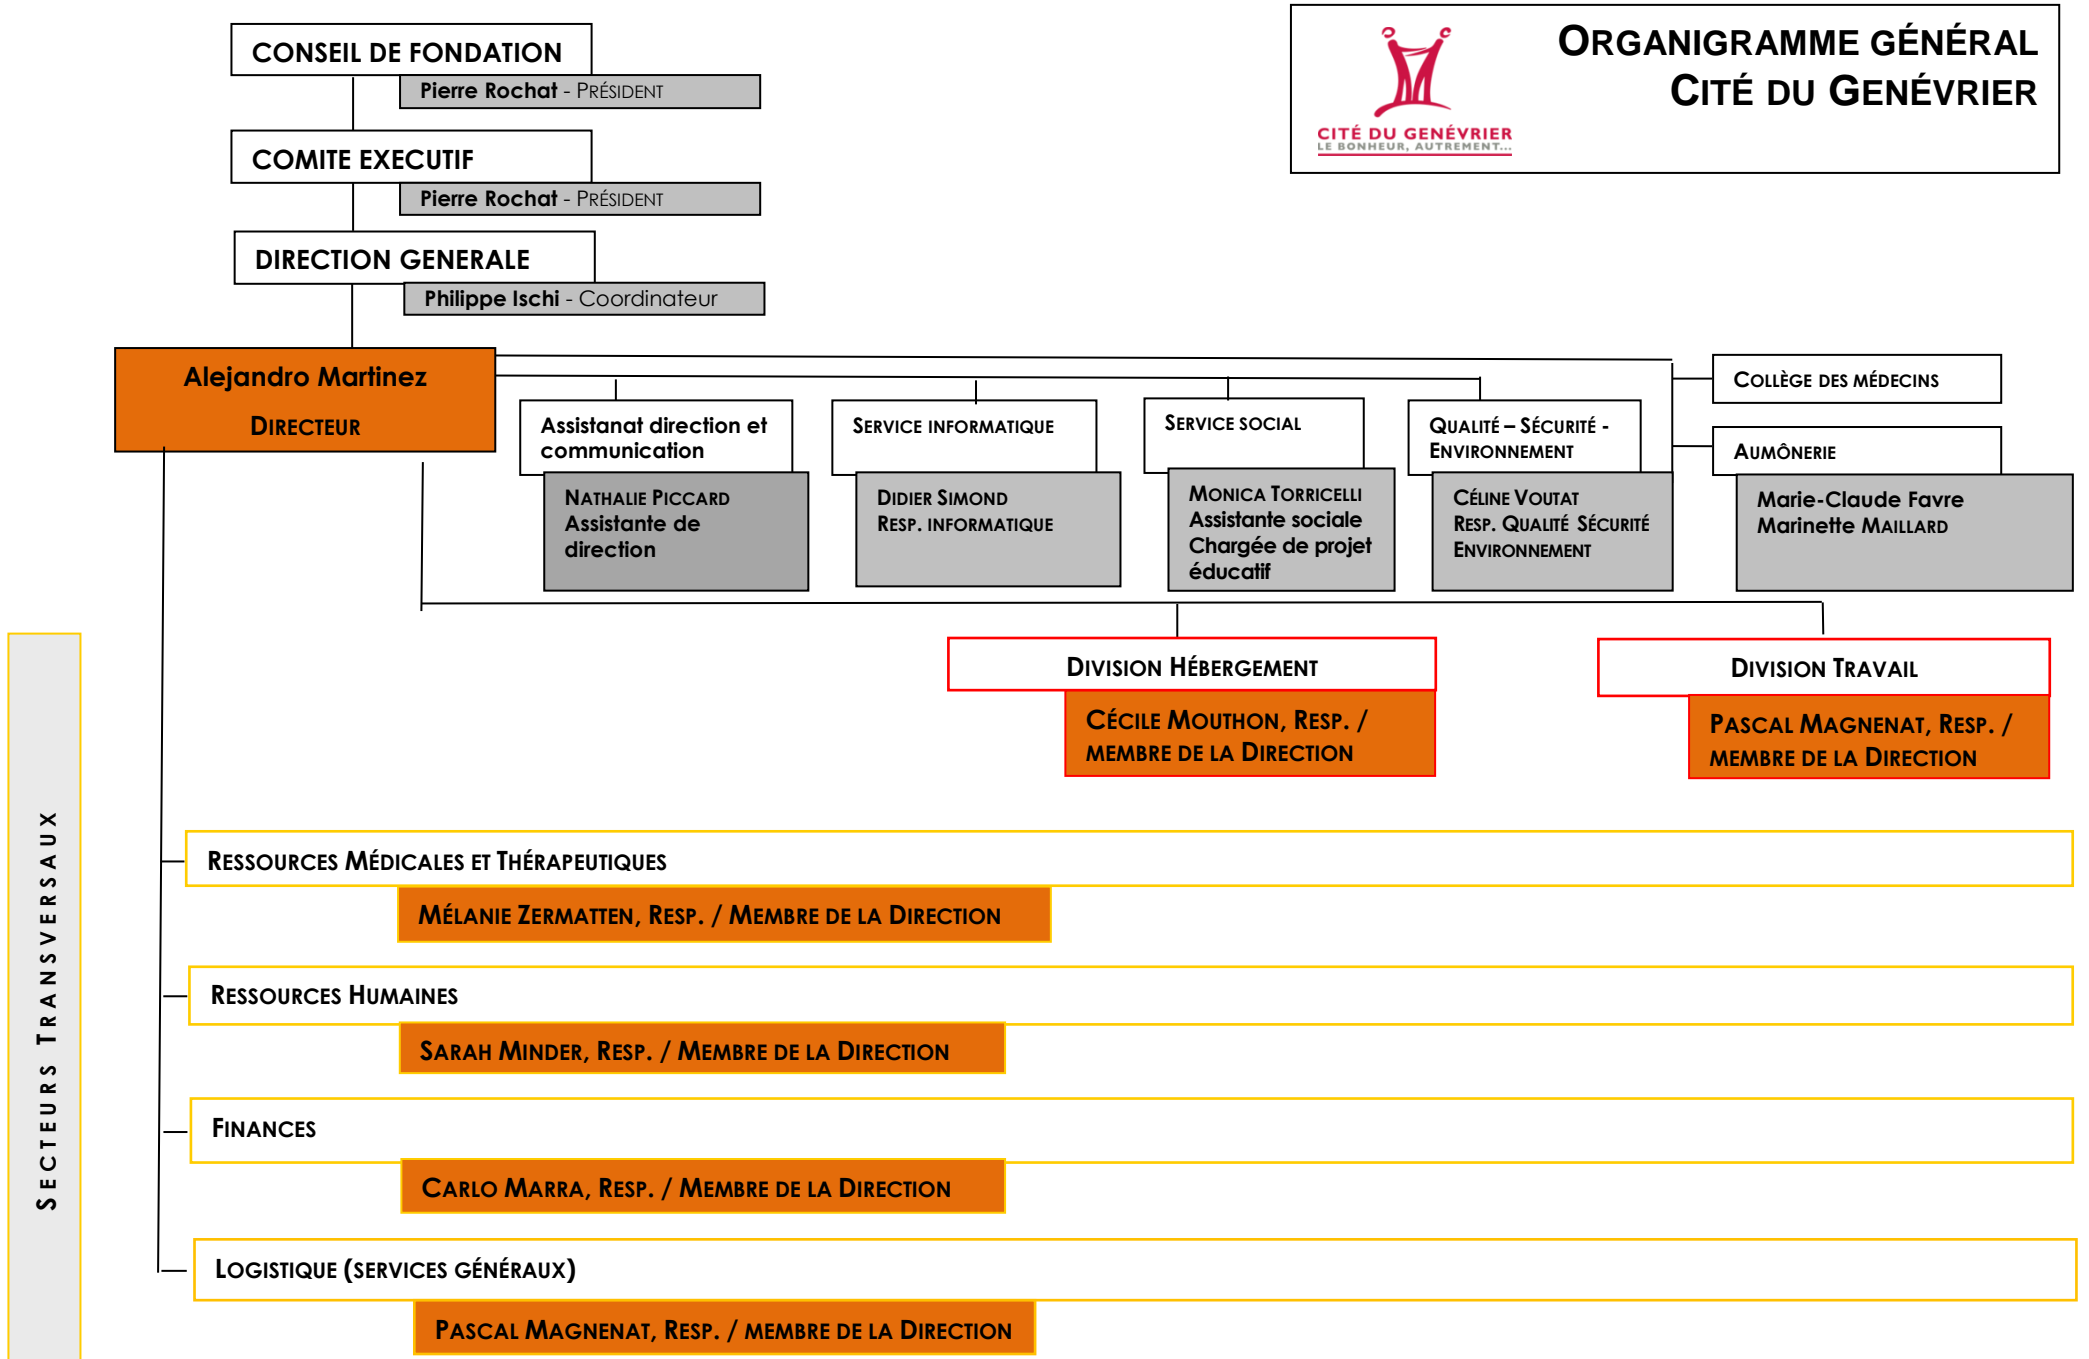 CONSEIL DE FONDATION
Pierre Rochat - PRÉSIDENT
COMITE EXECUTIF
Pierre Rochat - PRÉSIDENT
DIRECTION GENERALE
Philippe Ischi - Coordinateur
CITÉ DU GENÉVRIER
LE BONHEUR, AUTREMENT...
ORGANIGRAMME GÉNÉRAL
CITÉ DU GENÉVRIER
Alejandro Martinez
DIRECTEUR
Assistanat direction et
communication
NATHALIE PICCARD
Assistante de
direction
SERVICE INFORMATIQUE
DIDIER SIMOND
RESP. INFORMATIQUE
SERVICE SOCIAL
MONICA TORRICELLI
Assistante sociale
Chargée de projet
éducatif
QUALITÉ – SÉCURITÉ -
ENVIRONNEMENT
CÉLINE VOUTAT
RESP. QUALITÉ SÉCURITÉ
ENVIRONNEMENT
COLLÈGE DES MÉDECINS
AUMÔNERIE
Marie-Claude Favre
Marinette MAILLARD
DIVISION HÉBERGEMENT
CÉCILE MOUTHON, RESP. /
MEMBRE DE LA DIRECTION
DIVISION TRAVAIL
PASCAL MAGNENAT, RESP. /
MEMBRE DE LA DIRECTION
SECTEURS TRANSVERSAUX
RESSOURCES MÉDICALES ET THÉRAPEUTIQUES
MÉLANIE ZERMATTEN, RESP. / MEMBRE DE LA DIRECTION
RESSOURCES HUMAINES
SARAH MINDER, RESP. / MEMBRE DE LA DIRECTION
FINANCES
CARLO MARRA, RESP. / MEMBRE DE LA DIRECTION
LOGISTIQUE (SERVICES GÉNÉRAUX)
PASCAL MAGNENAT, RESP. / MEMBRE DE LA DIRECTION